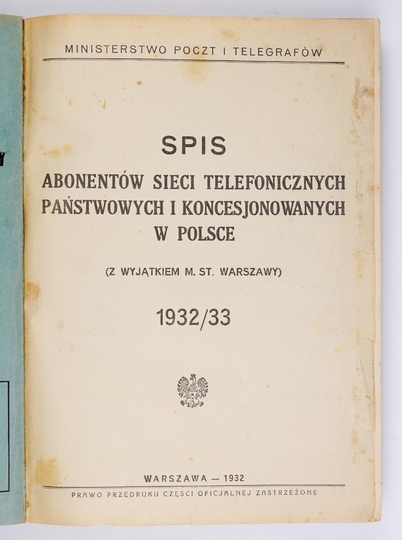 MINISTERSTWO POCZT I TELEGRAFÓW
SPIS
ABONENTÓW SIECI TELEFONICZNYCH
PAŃSTWOWYCH I KONCESJONOWANYCH
W POLSCE
(Z WYJĄTKIEM M. ST. WARSZAWY)
1932/33
WARSZAWA — 1932
PRAWO PRZEDRUKU CZĘŚCI OFICJALNEJ ZASTRZEŻONE